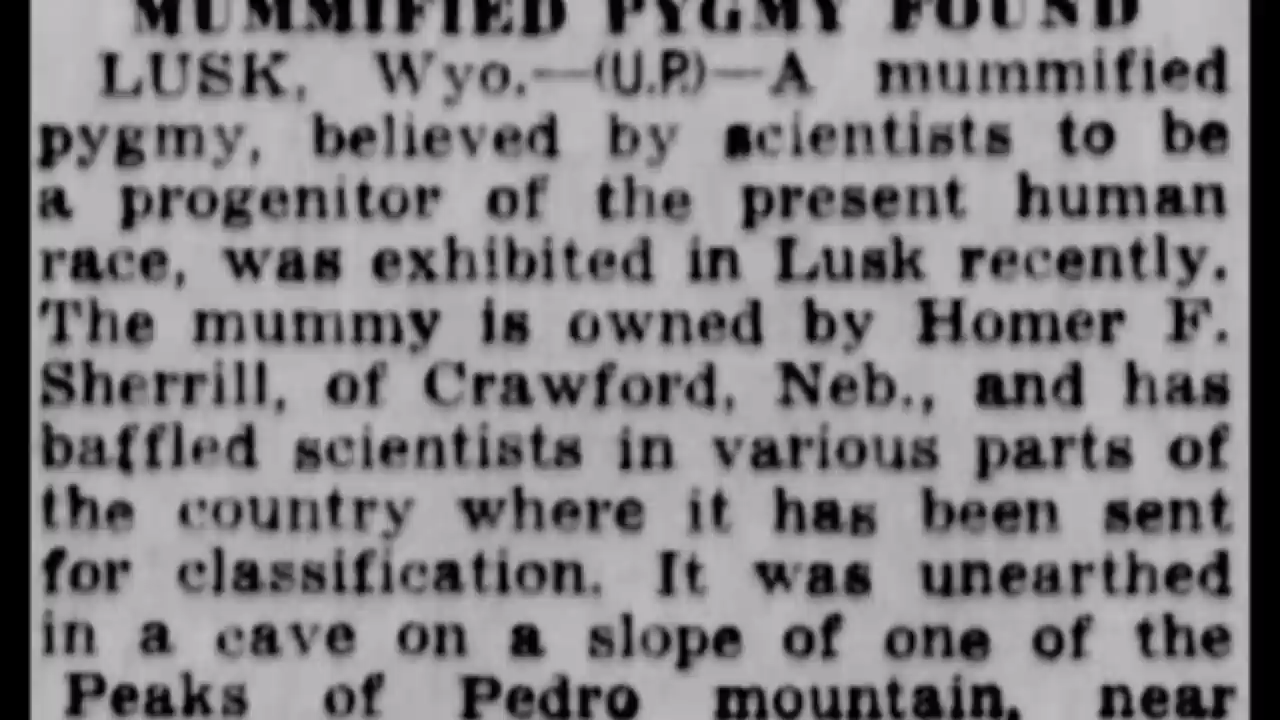 MUMMIFIED PYGMY FOUND
LUSK, Wyo.—(U.P.)—A mummified
pygmy, believed by scientists to be
a progenitor of the present human
race, was exhibited in Lusk recently.
The mummy is owned by Homer F.
Sherrill, of Crawford, Neb., and has
baffled scientists in various parts of
the country where it has been sent
for classification. It was unearthed
in a cave on a slope of one of the
Peaks of Pedro mountain, near